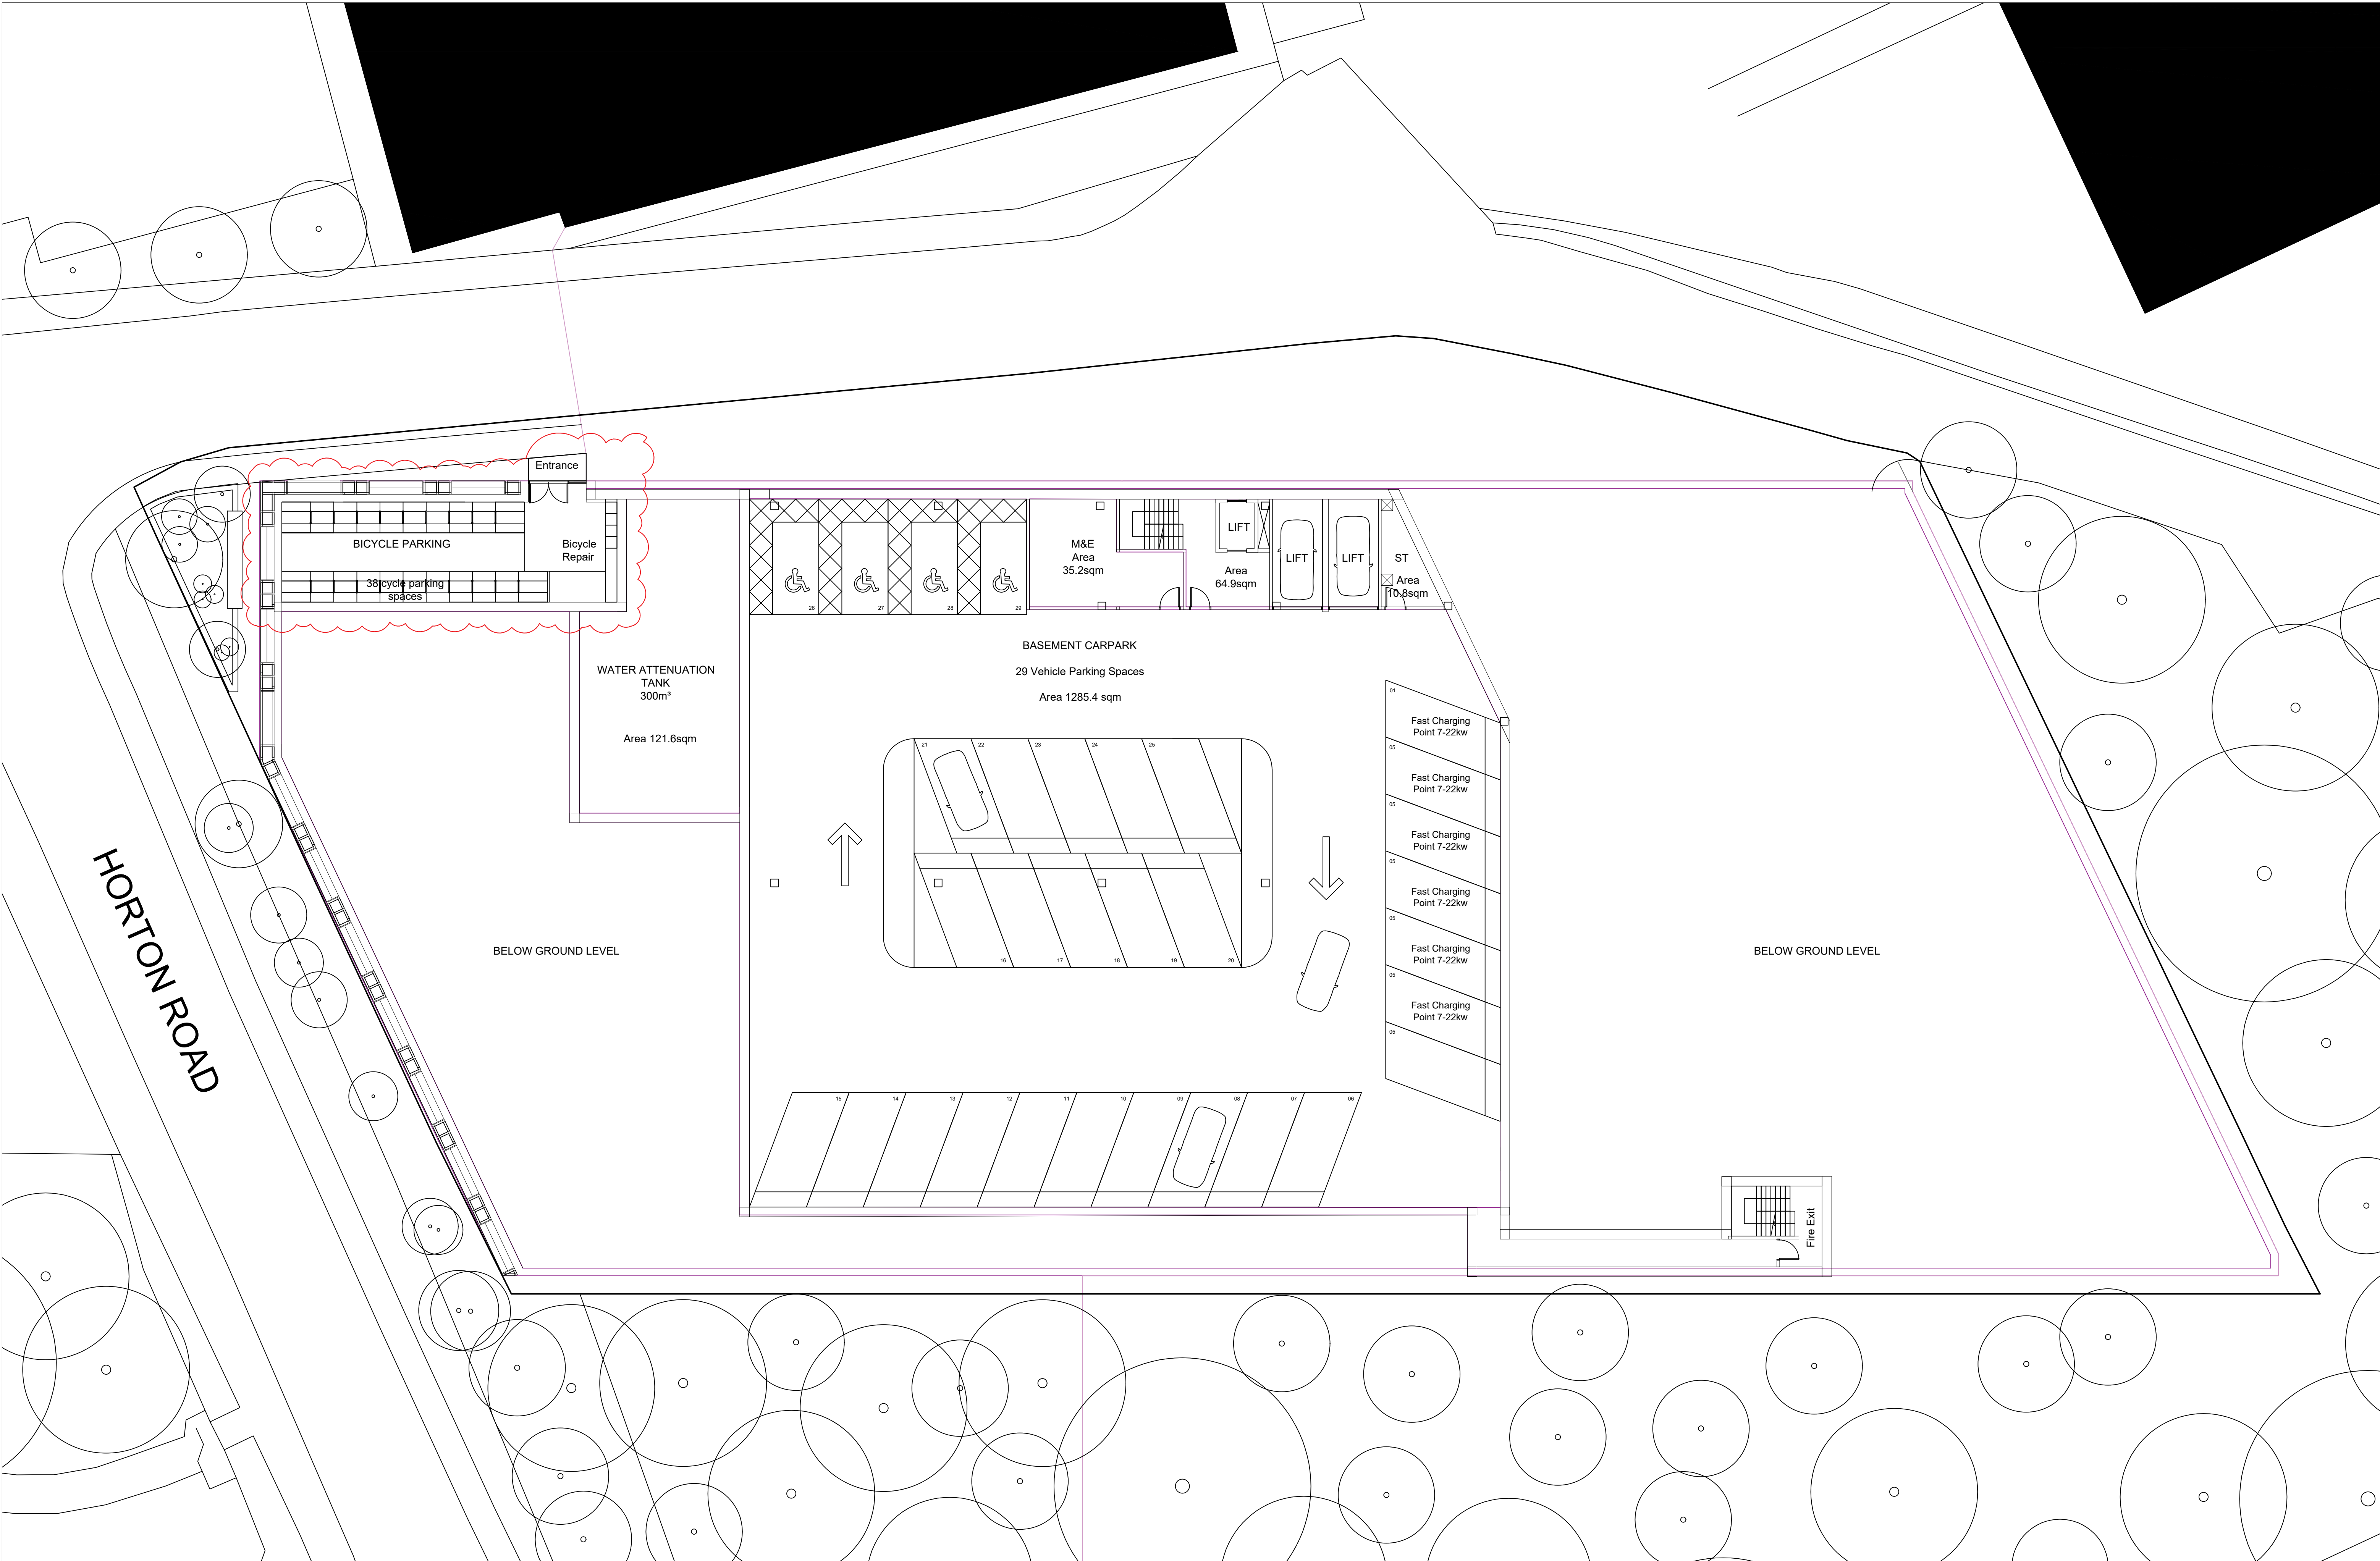 Entrance
BICYCLE PARKING
Bicycle
Repair
38 cycle parking
spaces
26
27
28
29
M&E
Area
35.2sqm
LIFT
Area
64.9sqm
LIFT
LIFT
ST
Area
10.8sqm
WATER ATTENUATION
TANK
300m³
Area 121.6sqm
BASEMENT CARPARK
29 Vehicle Parking Spaces
Area 1285.4 sqm
01
Fast Charging
Point 7-22kw
05
Fast Charging
Point 7-22kw
05
Fast Charging
Point 7-22kw
05
Fast Charging
Point 7-22kw
05
Fast Charging
Point 7-22kw
05
Fast Charging
Point 7-22kw
05
21
22
23
24
25
16
17
18
19
20
HORTON ROAD
BELOW GROUND LEVEL
BELOW GROUND LEVEL
15
14
13
12
11
10
09
08
07
06
Fire Exit